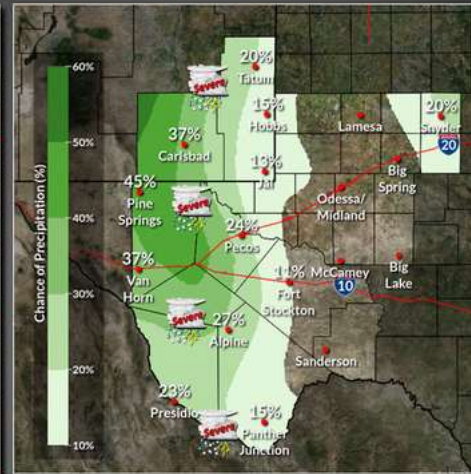 60%
50%
40%
30%
20%
10%
Chance of Precipitation (%)
20%
Tatum
Severe
15%
Hobbs
Lamesa
20%
Snyder
20
37%
Carlsbad
13%
Jal
Big
Spring
45%
Pine
Springs
Severe
Odessa/
Midland
24%
Pecos
37%
Van
Horn
11%
Fort
Stockton
McCamey
10
Big
Lake
Severe
27%
Alpine
Sanderson
23%
Presidio
Severe
15%
Panther
Junction